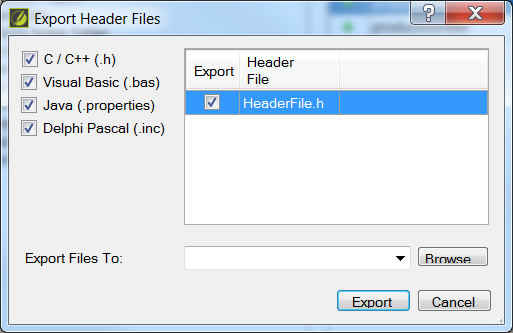 Export Header Files
C / C++ (.h)
Visual Basic (.bas)
Java (.properties)
Delphi Pascal (.inc)
Export
Header
File
HeaderFile.h
Export Files To:
Browse
Export
Cancel